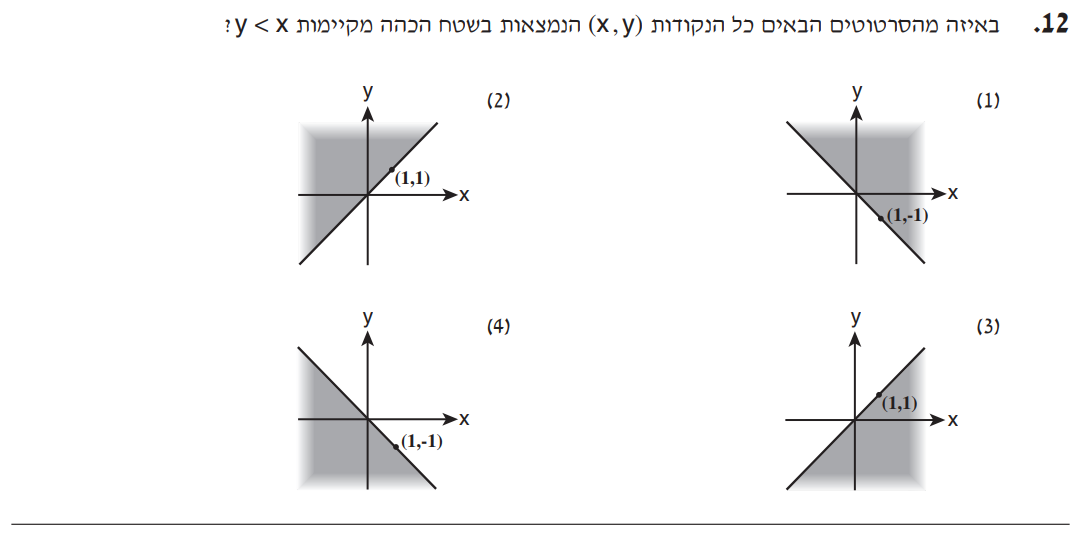 12. באיזה מהסרטוטים הבאים כל הנקודות (x, y) הנמצאות בשטח הכהה מקיימות y < x?
(1)
y
x
(1,-1)
(2)
y
x
(1,1)
(3)
y
x
(1,1)
(4)
y
x
(1,-1)